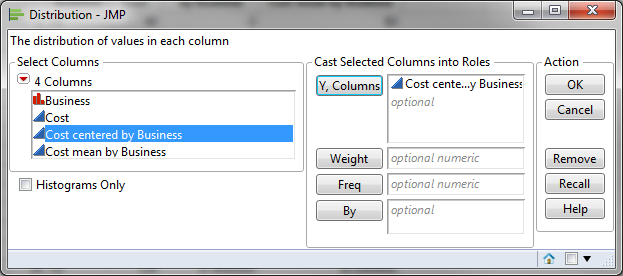 Distribution - JMP
The distribution of values in each column
Select Columns
4 Columns
Business
Cost
Cost centered by Business
Cost mean by Business
Histograms Only
Cast Selected Columns into Roles
Y, Columns
Cost cente...y Business
optional
Weight
optional numeric
Freq
optional numeric
By
optional
Action
OK
Cancel
Remove
Recall
Help